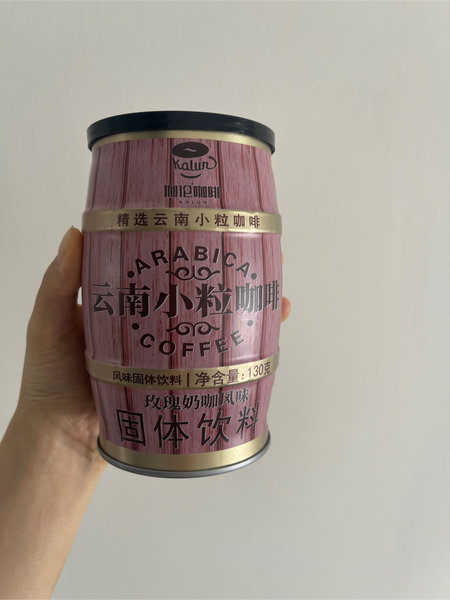 Kalun
咖伦咖啡
KALUN
精选云南小粒咖啡
ARABICA
云南小粒咖啡
COFFEE
风味固体饮料 | 净含量:130克
玫瑰奶咖风味
固体饮料